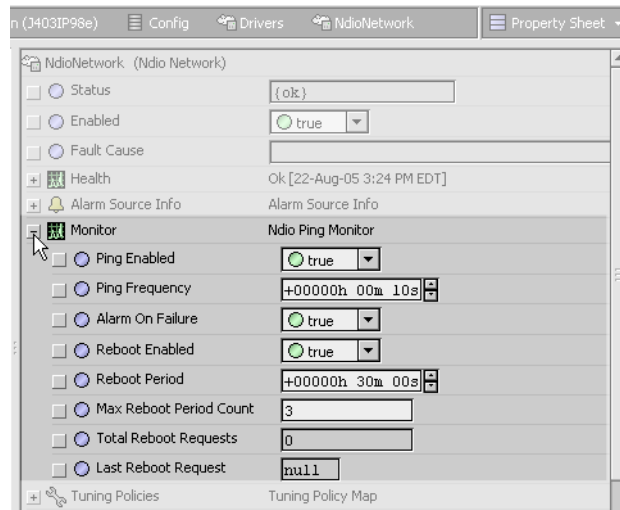 n (J403IP98e) Config Drivers NdioNetwork Property Sheet
NdioNetwork (Ndio Network)
Status {ok}
Enabled true
Fault Cause
Health Ok [22-Aug-05 3:24 PM EDT]
Alarm Source Info Alarm Source Info
Monitor Ndio Ping Monitor
Ping Enabled true
Ping Frequency +00000h 00m 10s
Alarm On Failure true
Reboot Enabled true
Reboot Period +00000h 30m 00s
Max Reboot Period Count 3
Total Reboot Requests 0
Last Reboot Request null
Tuning Policies Tuning Policy Map